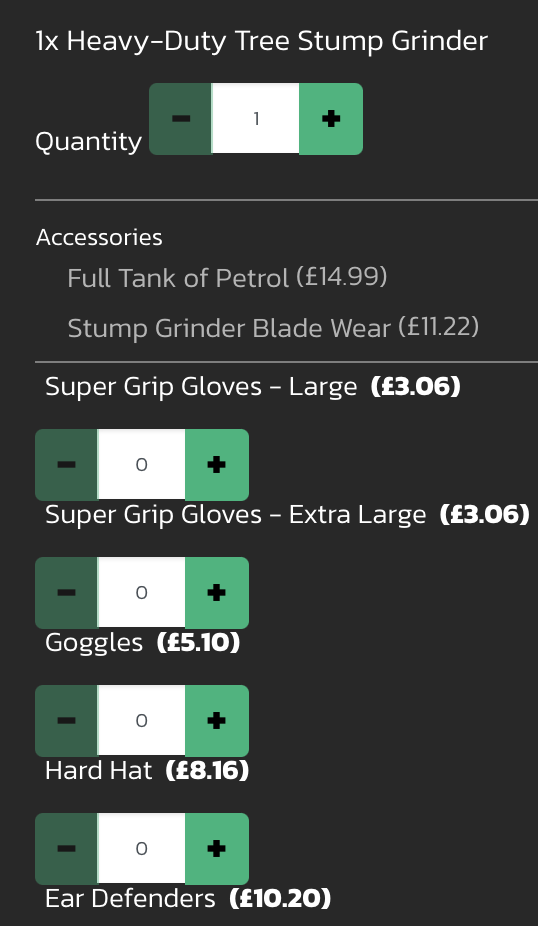 1x Heavy-Duty Tree Stump Grinder
Quantity - 1 +
Accessories
Full Tank of Petrol (£14.99)
Stump Grinder Blade Wear (£11.22)
Super Grip Gloves - Large (£3.06)
- 0 +
Super Grip Gloves - Extra Large (£3.06)
- 0 +
Goggles (£5.10)
- 0 +
Hard Hat (£8.16)
- 0 +
Ear Defenders (£10.20)